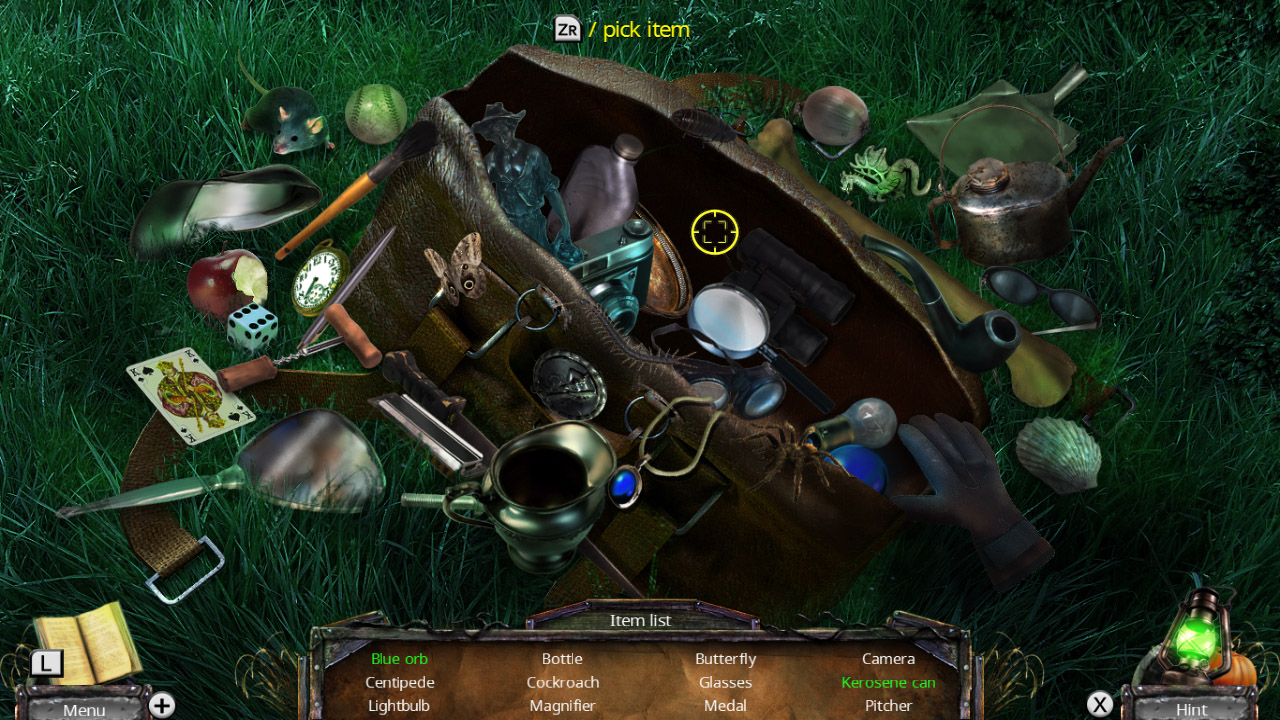 ZR / pick item
Item list
Blue orb Bottle Butterfly Camera
Centipede Cockroach Glasses Kerosene can
Lightbulb Magnifier Medal Pitcher
L
Menu +
X
Hint
K
K